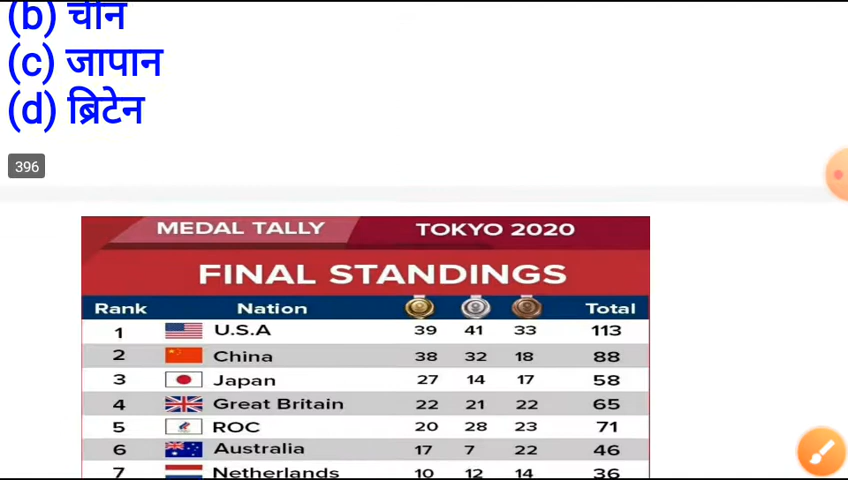 (b) चीन
(c) जापान
(d) ब्रिटेन
396
MEDAL TALLY TOKYO 2020
FINAL STANDINGS
Rank Nation Total
1 U.S.A 39 41 33 113
2 China 38 32 18 88
3 Japan 27 14 17 58
4 Great Britain 22 21 22 65
5 ROC 20 28 23 71
6 Australia 17 7 22 46
7 Netherlands 10 12 14 36